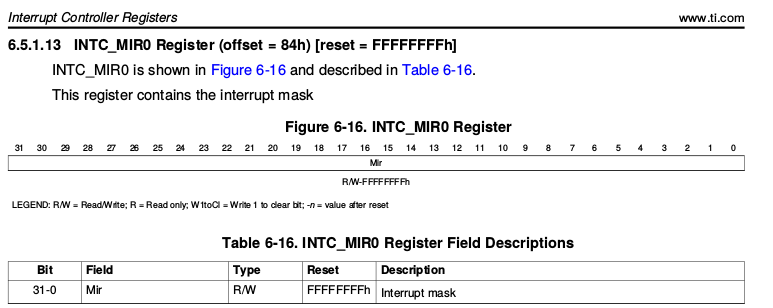 Interrupt Controller Registers www.ti.com
6.5.1.13 INTC_MIR0 Register (offset = 84h) [reset = FFFFFFFFh]
INTC_MIR0 is shown in Figure 6-16 and described in Table 6-16.
This register contains the interrupt mask
Figure 6-16. INTC_MIR0 Register
31 30 29 28 27 26 25 24 23 22 21 20 19 18 17 16 15 14 13 12 11 10 9 8 7 6 5 4 3 2 1 0
Mir
R/W-FFFFFFFFh
LEGEND: R/W = Read/Write; R = Read only; W1toCl = Write 1 to clear bit; -n = value after reset
Table 6-16. INTC_MIR0 Register Field Descriptions
Bit Field Type Reset Description
31-0 Mir R/W FFFFFFFFh Interrupt mask